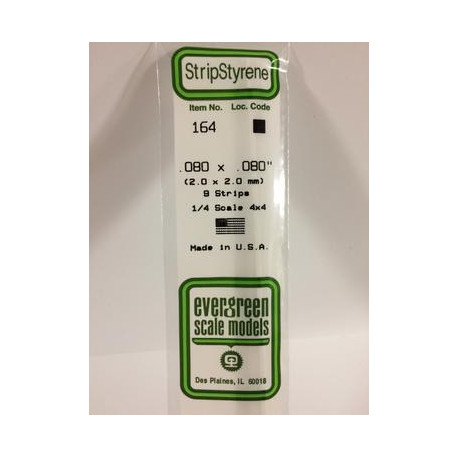 StripStyrene
Item No. Loc. Code
164
.080 x .080"
(2.0 x 2.0 mm)
9 Strips
1/4 Scale 4x4
Made in U.S.A.
evergreen
scale models
Des Plaines, IL 60018